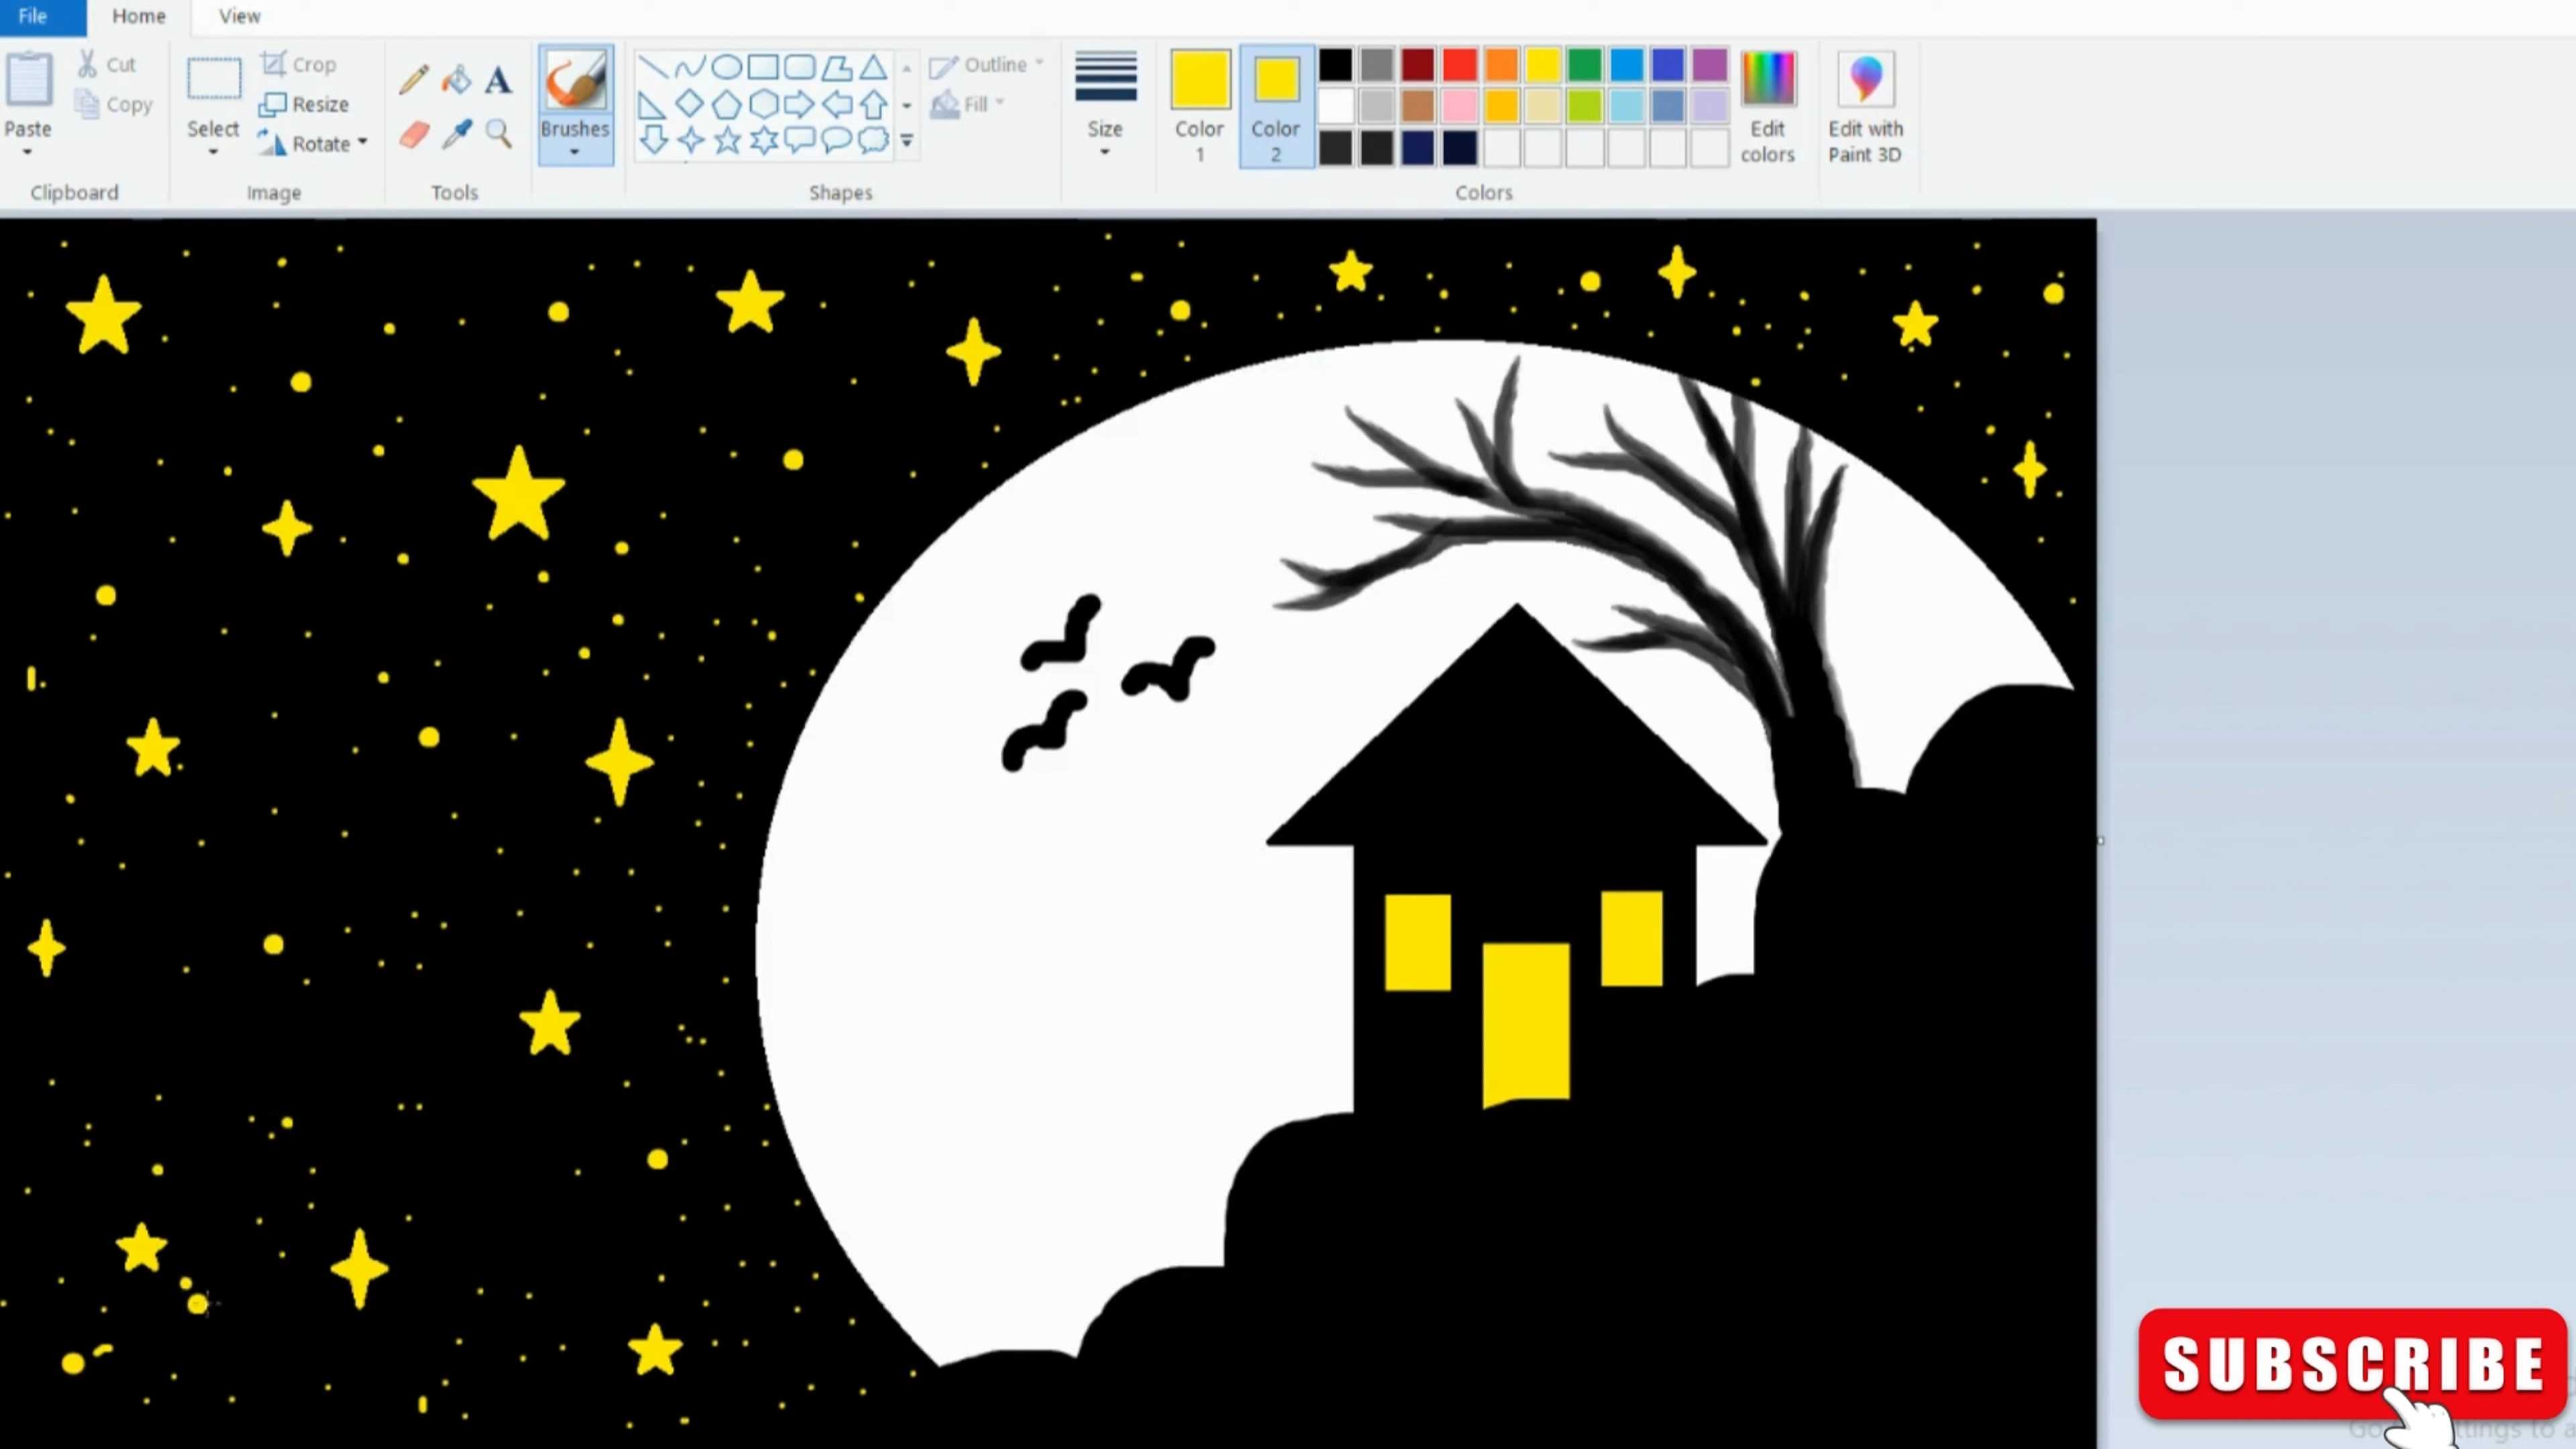 File Home View
Paste
Cut
Copy
Clipboard
Select
Crop
Resize
Rotate
Image
A
Tools
Brushes
Outline
Fill
Shapes
Size
Color 1
Color 2
Edit colors
Colors
Edit with Paint 3D
SUBSCRIBE